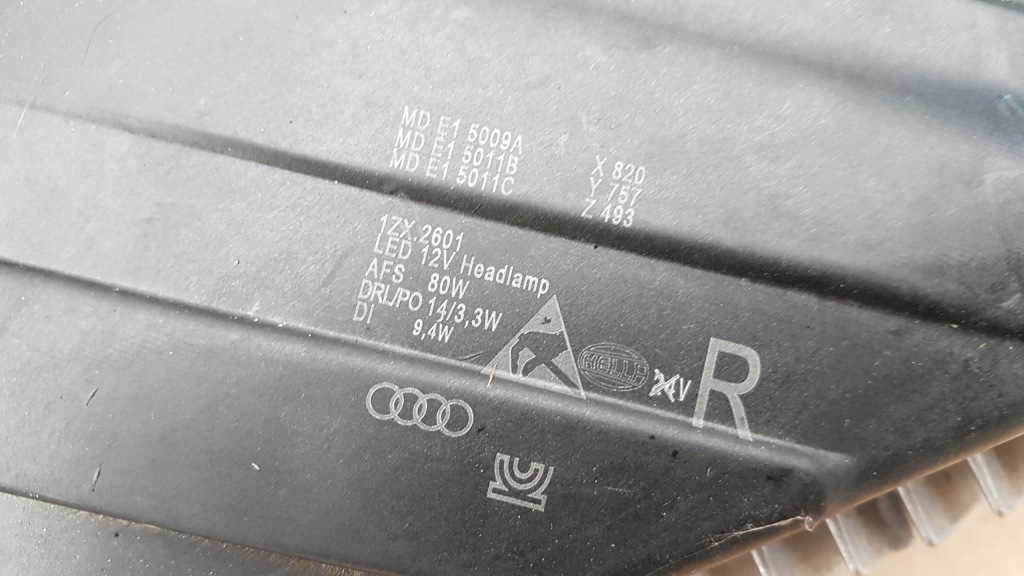 MD E1 5009A
MD E1 5011B
MD E1 5011C
X 820
Y 757
Z 493
1ZX.2601
LED 12V Headlamp
AFS 80W
DRL/PO 14/3,3W
DI 9,4W
HELLA
24V
R